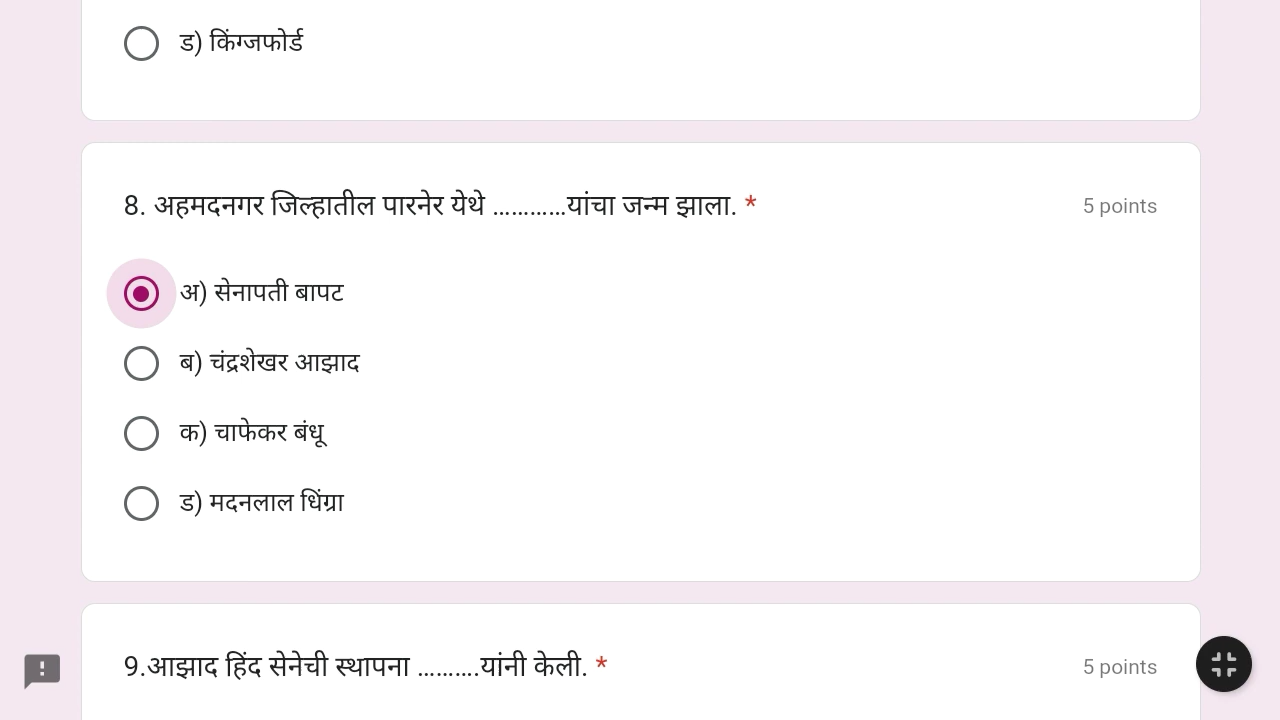 ड) किंग्जफोर्ड
8. अहमदनगर जिल्हातील पारनेर येथे ............यांचा जन्म झाला. *
5 points
अ) सेनापती बापट
ब) चंद्रशेखर आझाद
क) चाफेकर बंधू
ड) मदनलाल धिंग्रा
9.आझाद हिंद सेनेची स्थापना ..........यांनी केली. *
5 points